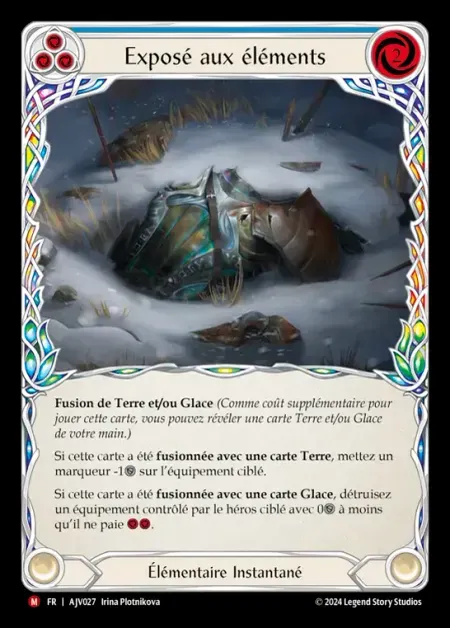 Exposé aux éléments
2
Fusion de Terre et/ou Glace (Comme coût supplémentaire pour
jouer cette carte, vous pouvez révéler une carte Terre et/ou Glace
de votre main.)
Si cette carte a été fusionnée avec une carte Terre, mettez un
marqueur -1 sur l'équipement ciblé.
Si cette carte a été fusionnée avec une carte Glace, détruisez
un équipement contrôlé par le héros ciblé avec 0 à moins
qu'il ne paie .
Élémentaire Instantané
M FR | AJV027 Irina Plotnikova
© 2024 Legend Story Studios